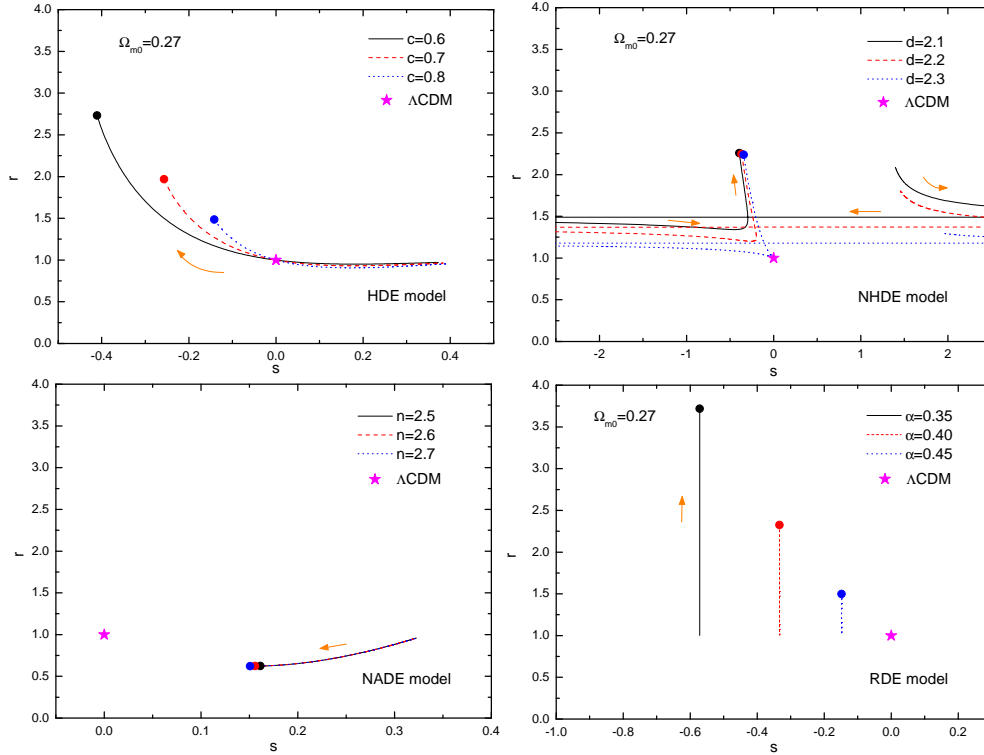 4.0
3.5
3.0
2.5
2.0
1.5
1.0
0.5
0.0
r
Ωm0=0.27
c=0.6
c=0.7
c=0.8
ΛCDM
HDE model
-0.4 -0.2 0.0 0.2 0.4
s
4.0
3.5
3.0
2.5
2.0
1.5
1.0
0.5
0.0
r
Ωm0=0.27
d=2.1
d=2.2
d=2.3
ΛCDM
NHDE model
-2 -1 0 1 2
s
4.0
3.5
3.0
2.5
2.0
1.5
1.0
0.5
0.0
r
n=2.5
n=2.6
n=2.7
ΛCDM
NADE model
0.0 0.1 0.2 0.3 0.4
s
4.0
3.5
3.0
2.5
2.0
1.5
1.0
0.5
0.0
r
Ωm0=0.27
α=0.35
α=0.40
α=0.45
ΛCDM
RDE model
-1.0 -0.8 -0.6 -0.4 -0.2 0.0 0.2
s